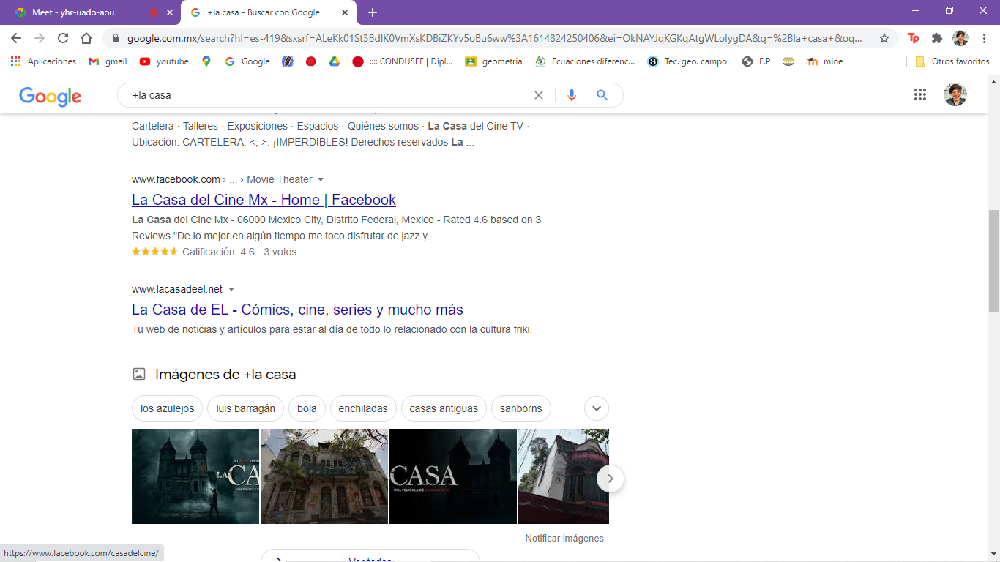 Meet - yhr-uado-aou
+la casa - Buscar con Google
google.com.mx/search?hl=es-419&sxsrf=ALeKk01St3BdIK0VmXsKDBiZKYv5oBu6ww%3A1614824250406&ei=OkNAYJqKGKqAtgWLoIygDA&q=%2Bla+casa+&oq...
Aplicaciones
gmail
youtube
Google
:::: CONDUSEF | Dipl...
geometria
Ecuaciones diferenc...
Tec. geo. campo
F.P
mine
Otros favoritos
Google
+la casa
Cartelera · Talleres · Exposiciones · Espacios · Quiénes somos · La Casa del Cine TV ·
Ubicación. CARTELERA. <; >. ¡IMPERDIBLES! Derechos reservados La ...
www.facebook.com › ... › Movie Theater
La Casa del Cine Mx - Home | Facebook
La Casa del Cine Mx - 06000 Mexico City, Distrito Federal, Mexico - Rated 4.6 based on 3
Reviews "De lo mejor en algún tiempo me toco disfrutar de jazz y...
Calificación: 4.6 · 3 votos
www.lacasadeel.net
La Casa de EL - Cómics, cine, series y mucho más
Tu web de noticias y artículos para estar al día de todo lo relacionado con la cultura friki.
Imágenes de +la casa
los azulejos
luis barragán
bola
enchiladas
casas antiguas
sanborns
LA CA
CASA
UNA PELÍCULA DE
Notificar imágenes
https://www.facebook.com/casadelcine/
Ver todas